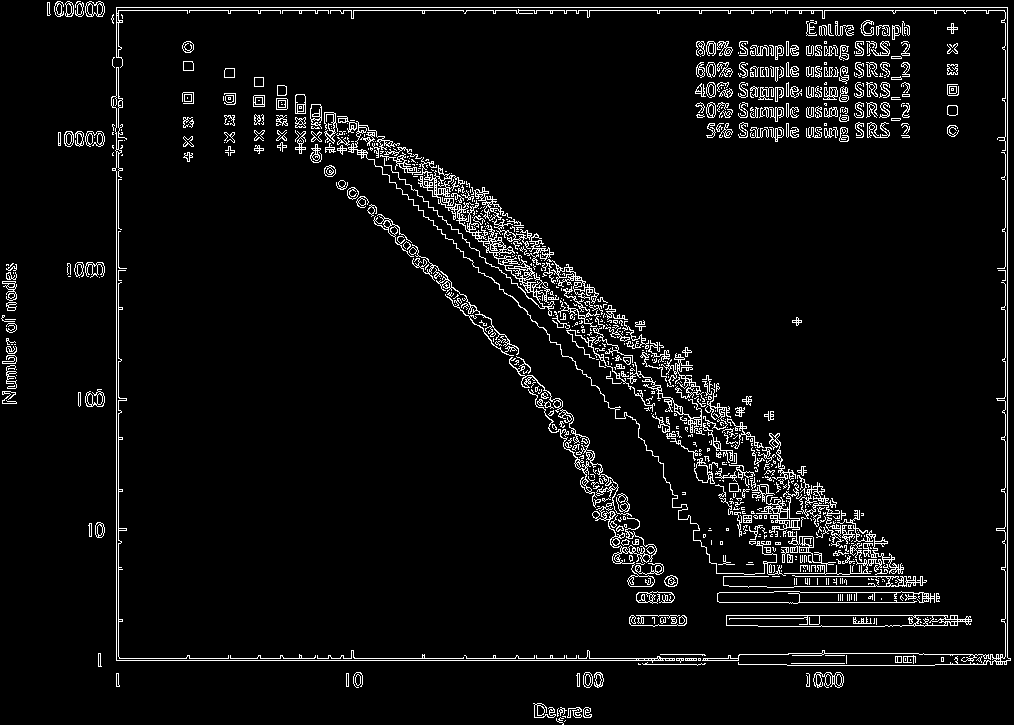 100000
Entire Graph
80% Sample using SRS_2
60% Sample using SRS_2
40% Sample using SRS_2
20% Sample using SRS_2
5% Sample using SRS_2
10000
1000
Number of nodes
100
10
1
1 10 100 1000
Degree